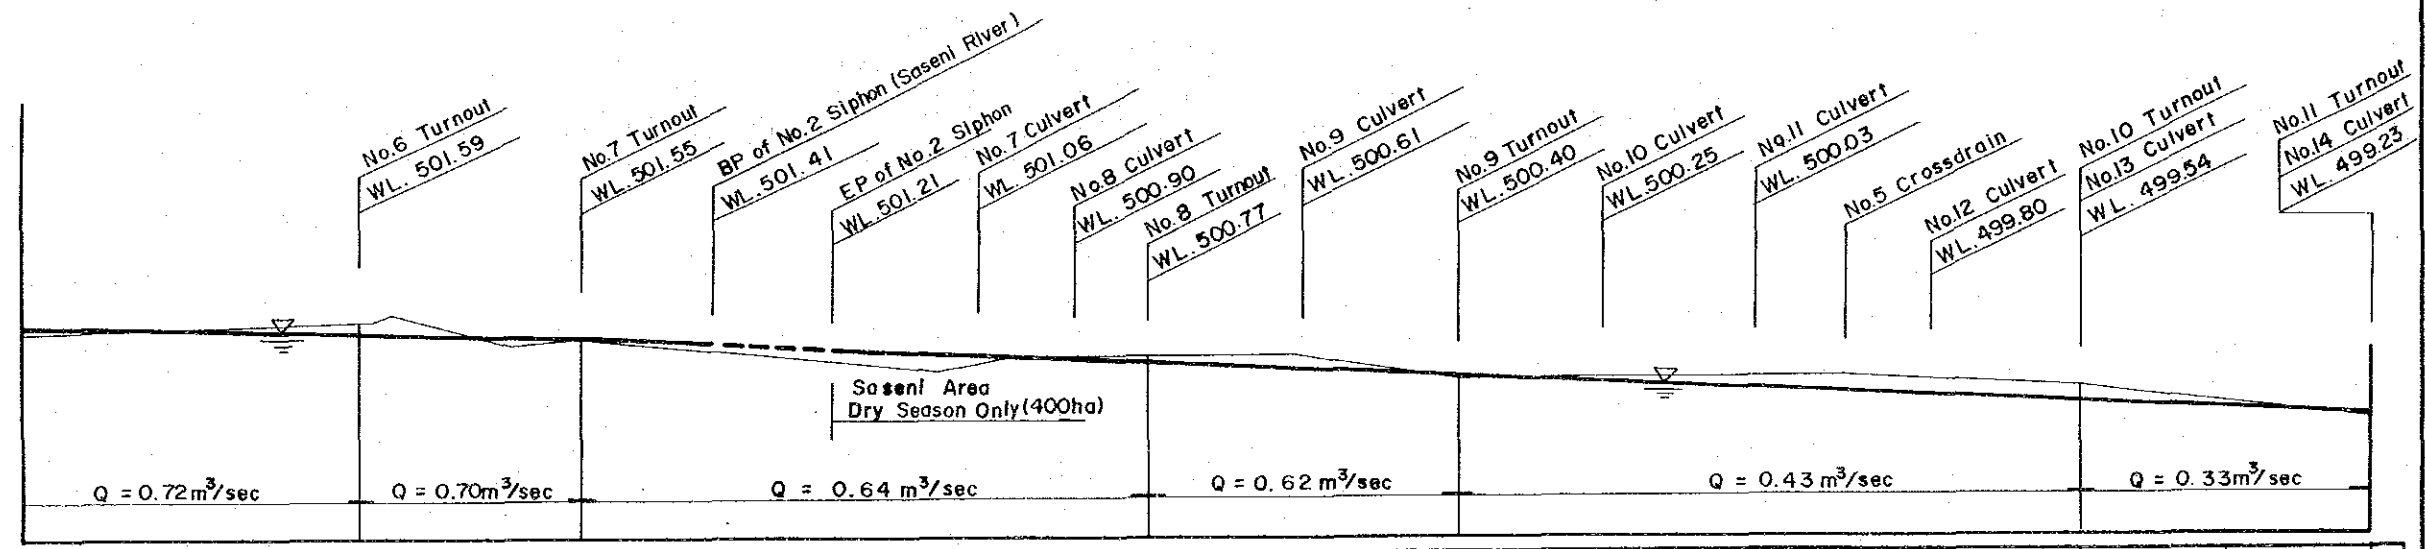 No.6 Turnout
WL. 501.59
No.7 Turnout
WL.501.55
BP of No.2 Siphon (Saseni River)
WL.501.41
EP of No.2 Siphon
WL.501.21
No.7 Culvert
WL.501.06
No.8 Culvert
WL. 500.90
No.8 Turnout
WL.500.77
No.9 Culvert
WL.500.61
No.9 Turnout
WL.500.40
No.10 Culvert
WL.500.25
No.11 Culvert
WL. 500.03
No.5 Crossdrain
No.12 Culvert
WL.499.80
No.10 Turnout
No.13 Culvert
WL. 499.54
No.11 Turnout
No.14 Culvert
WL. 499.23
Saseni Area
Dry Season Only(400ha)
Q = 0.72m³/sec
Q = 0.70m³/sec
Q = 0.64 m³/sec
Q = 0.62 m³/sec
Q = 0.43 m³/sec
Q = 0.33m³/sec